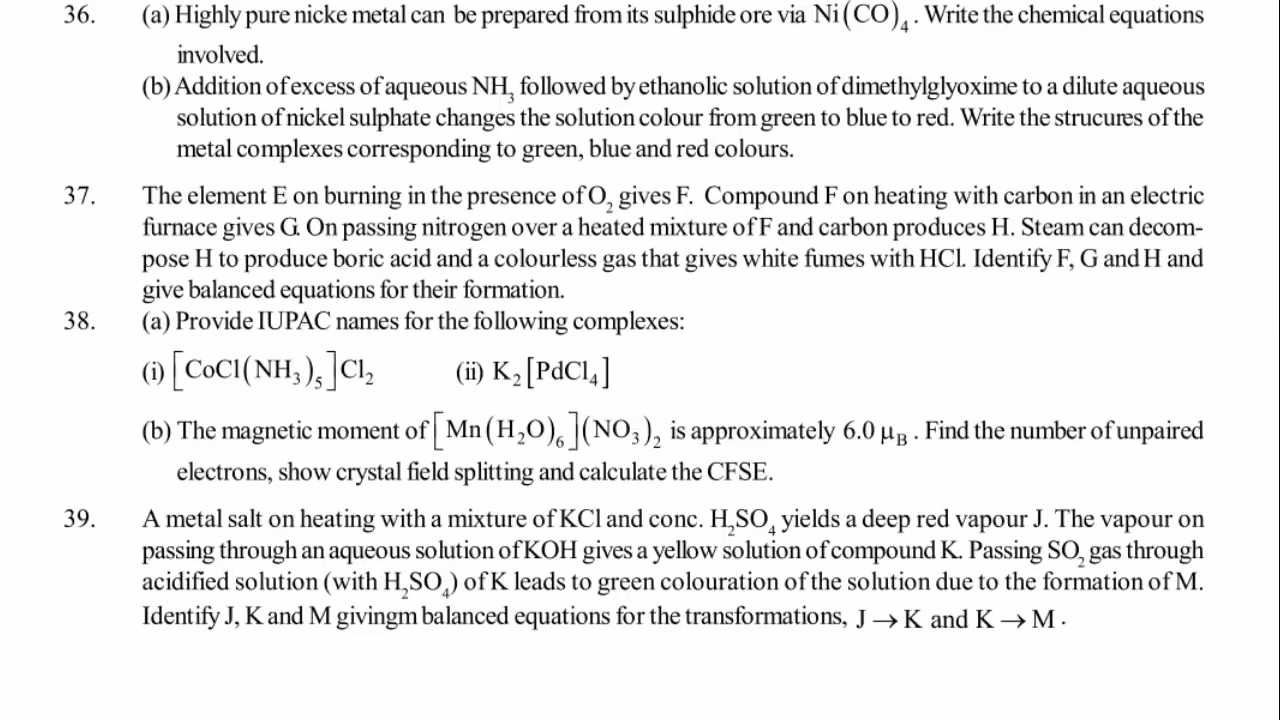 36. (a) Highly pure nicke metal can be prepared from its sulphide ore via Ni(CO)₄. Write the chemical equations
involved.
(b) Addition of excess of aqueous NH₃ followed by ethanolic solution of dimethylglyoxime to a dilute aqueous
solution of nickel sulphate changes the solution colour from green to blue to red. Write the strucures of the
metal complexes corresponding to green, blue and red colours.
37. The element E on burning in the presence of O₂ gives F. Compound F on heating with carbon in an electric
furnace gives G. On passing nitrogen over a heated mixture of F and carbon produces H. Steam can decom-
pose H to produce boric acid and a colourless gas that gives white fumes with HCl. Identify F, G and H and
give balanced equations for their formation.
38. (a) Provide IUPAC names for the following complexes:
(i) [CoCl(NH₃)₅]Cl₂ (ii) K₂[PdCl₄]
(b) The magnetic moment of [Mn(H₂O)₆](NO₃)₂ is approximately 6.0 μ_B. Find the number of unpaired
electrons, show crystal field splitting and calculate the CFSE.
39. A metal salt on heating with a mixture of KCl and conc. H₂SO₄ yields a deep red vapour J. The vapour on
passing through an aqueous solution of KOH gives a yellow solution of compound K. Passing SO₂ gas through
acidified solution (with H₂SO₄) of K leads to green colouration of the solution due to the formation of M.
Identify J, K and M givingm balanced equations for the transformations, J → K and K → M.